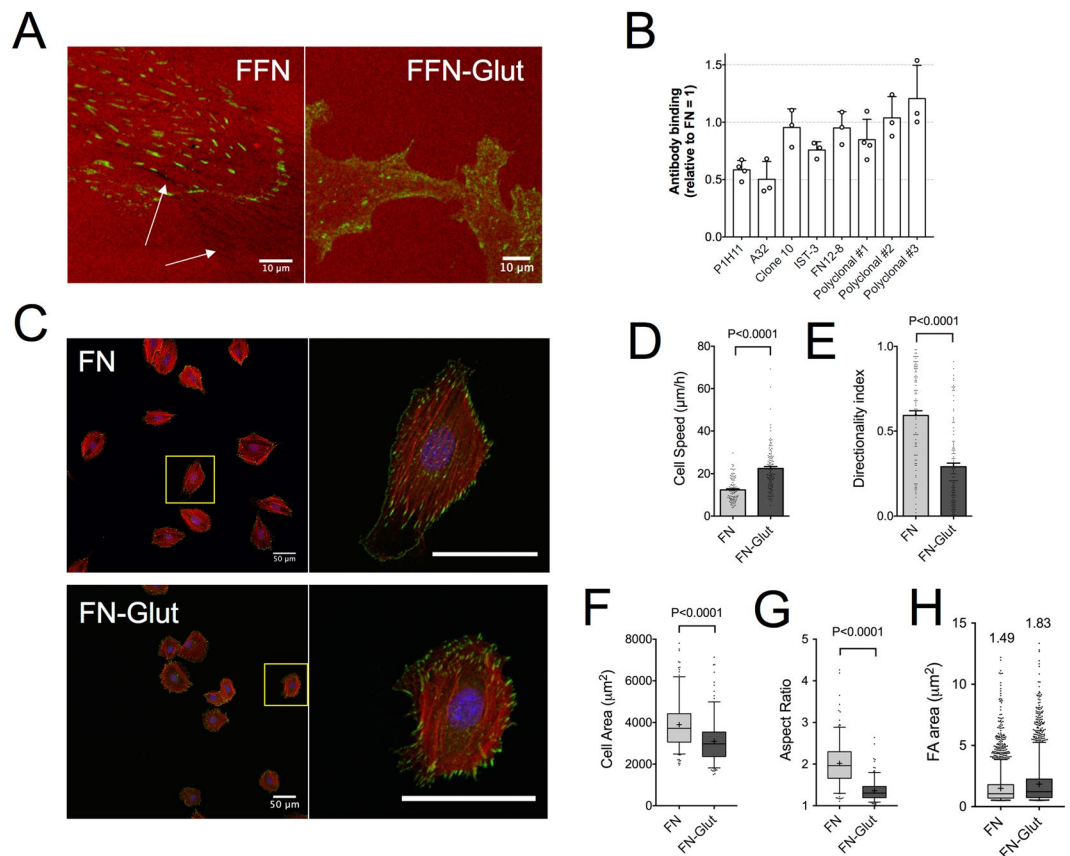 A
FFN
FFN-Glut
10 µm
10 µm
B
Antibody binding
(relative to FN = 1)
1.5
1.0
0.5
0.0
P1H11
A32
Clone 10
IST-3
FN12-8
Polyclonal #1
Polyclonal #2
Polyclonal #3
C
FN
50 µm
FN-Glut
50 µm
D
P<0.0001
Cell Speed (µm/h)
80
60
40
20
0
FN
FN-Glut
E
P<0.0001
Directionality index
1.0
0.5
0.0
FN
FN-Glut
F
P<0.0001
Cell Area (µm²)
8000
6000
4000
2000
0
FN
FN-Glut
G
P<0.0001
Aspect Ratio
5
4
3
2
1
FN
FN-Glut
H
FA area (µm²)
15
10
5
0
1.49
1.83
FN
FN-Glut